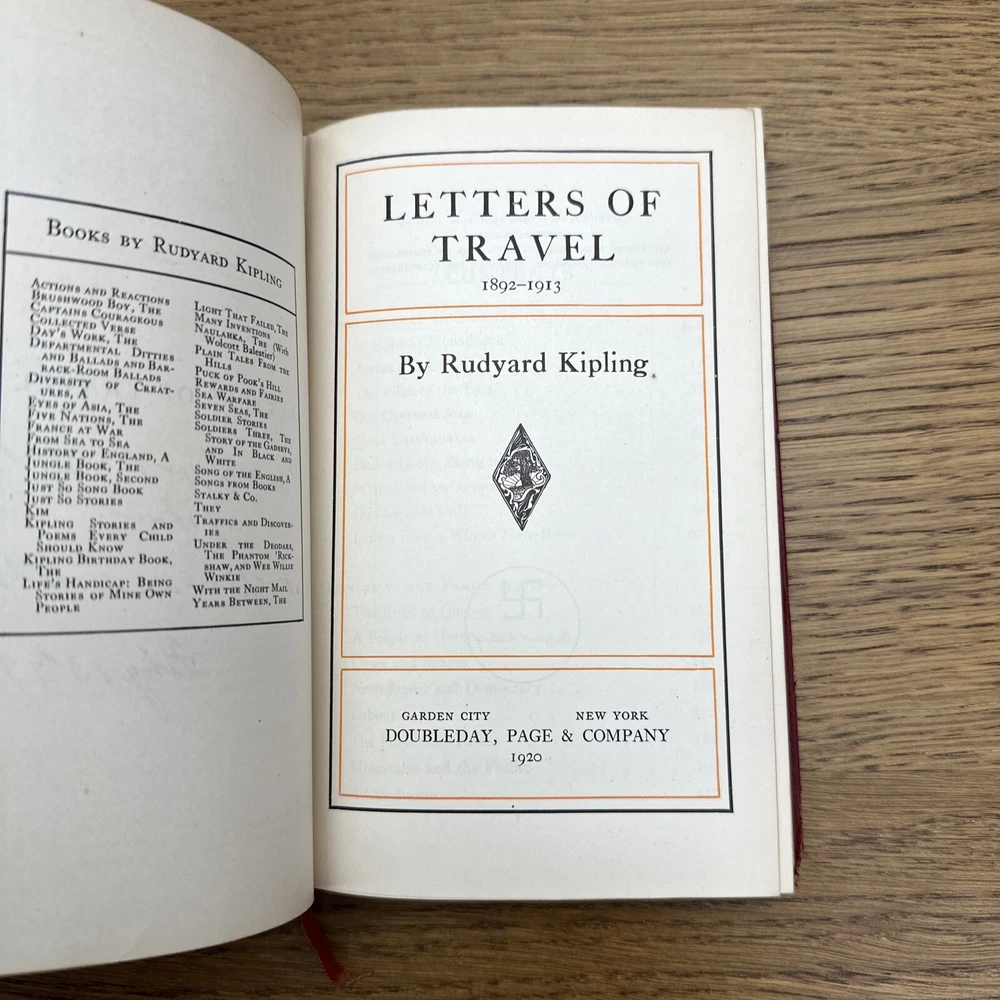 BOOKS BY RUDYARD KIPLING
ACTIONS AND REACTIONS
BRUSHWOOD BOY, THE
CAPTAINS COURAGEOUS
COLLECTED VERSE
DAY'S WORK, THE
DEPARTMENTAL DITTIES
AND BALLADS AND BAR-
RACK-ROOM BALLADS
DIVERSITY OF CREAT-
URES, A
EYES OF ASIA, THE
FIVE NATIONS, THE
FRANCE AT WAR
FROM SEA TO SEA
HISTORY OF ENGLAND, A
JUNGLE BOOK, THE
JUNGLE BOOK, SECOND
JUST SO SONG BOOK
JUST SO STORIES
KIM
KIPLING STORIES AND
POEMS EVERY CHILD
SHOULD KNOW
KIPLING BIRTHDAY BOOK,
THE
LIFE'S HANDICAP: BEING
STORIES OF MINE OWN
PEOPLE
LIGHT THAT FAILED, THE
MANY INVENTIONS
NAULAHKA, THE (With
Wolcott Balestier)
PLAIN TALES FROM THE
HILLS
PUCK OF POOK'S HILL
REWARDS AND FAIRIES
SEA WARFARE
SEVEN SEAS, THE
SOLDIER STORIES
SOLDIERS THREE, THE
STORY OF THE GADSBYS,
AND IN BLACK AND
WHITE
SONG OF THE ENGLISH, A
SONGS FROM BOOKS
STALKY & CO.
THEY
TRAFFICS AND DISCOVER-
IES
UNDER THE DEODARS,
THE PHANTOM 'RICK-
SHAW, AND WEE WILLIE
WINKIE
WITH THE NIGHT MAIL
YEARS BETWEEN, THE
LETTERS OF
TRAVEL
1892–1913
By Rudyard Kipling
GARDEN CITY NEW YORK
DOUBLEDAY, PAGE & COMPANY
1920